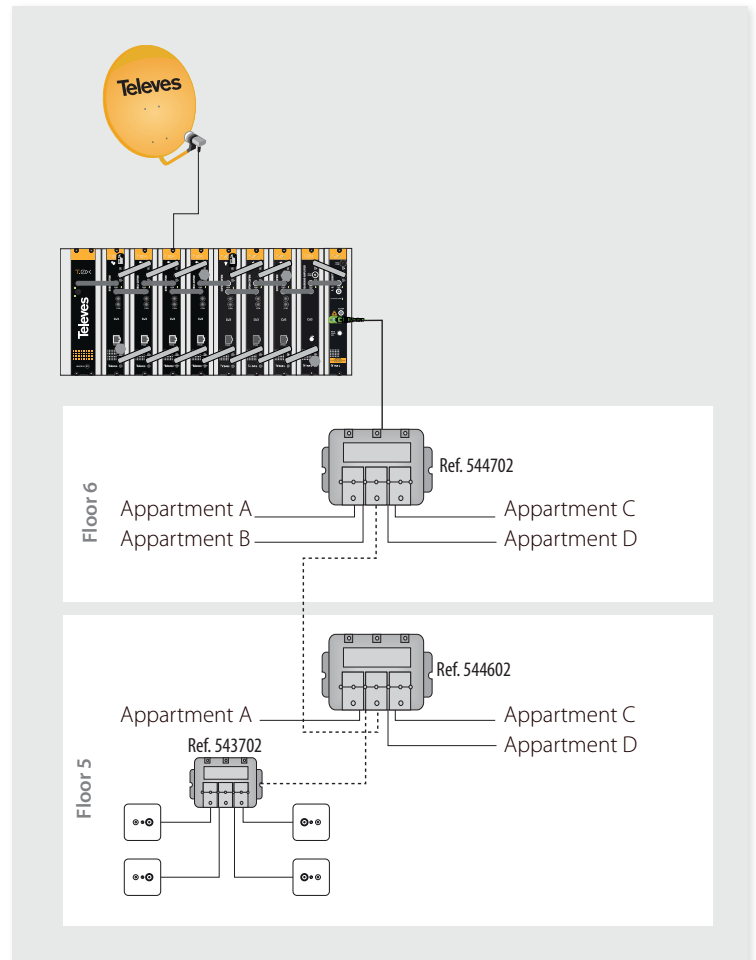 Televes
T.OX
Televes
Ref. 544702
Floor 6
Appartment A
Appartment C
Appartment B
Appartment D
Ref. 544602
Floor 5
Appartment A
Appartment C
Ref. 543702
Appartment D